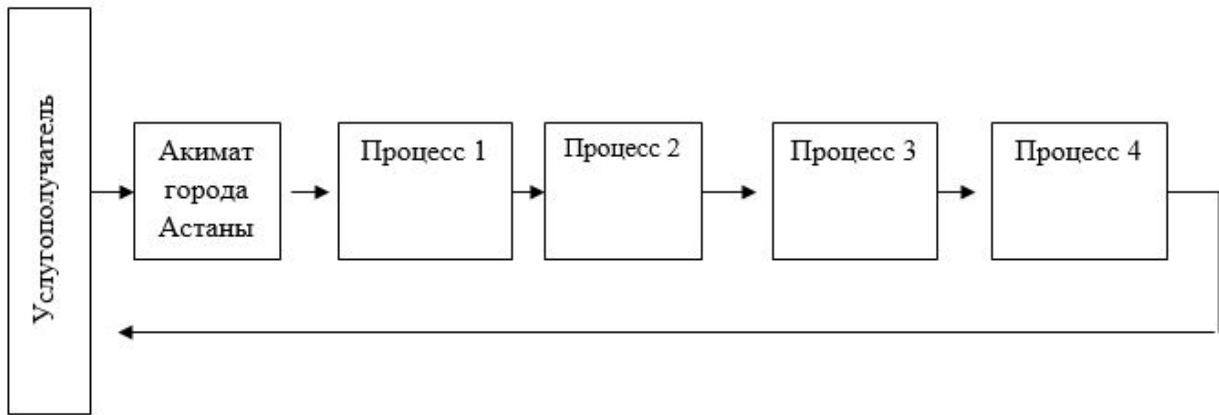 Услугополучатель
Акимат
города
Астаны
Процесс 1
Процесс 2
Процесс 3
Процесс 4